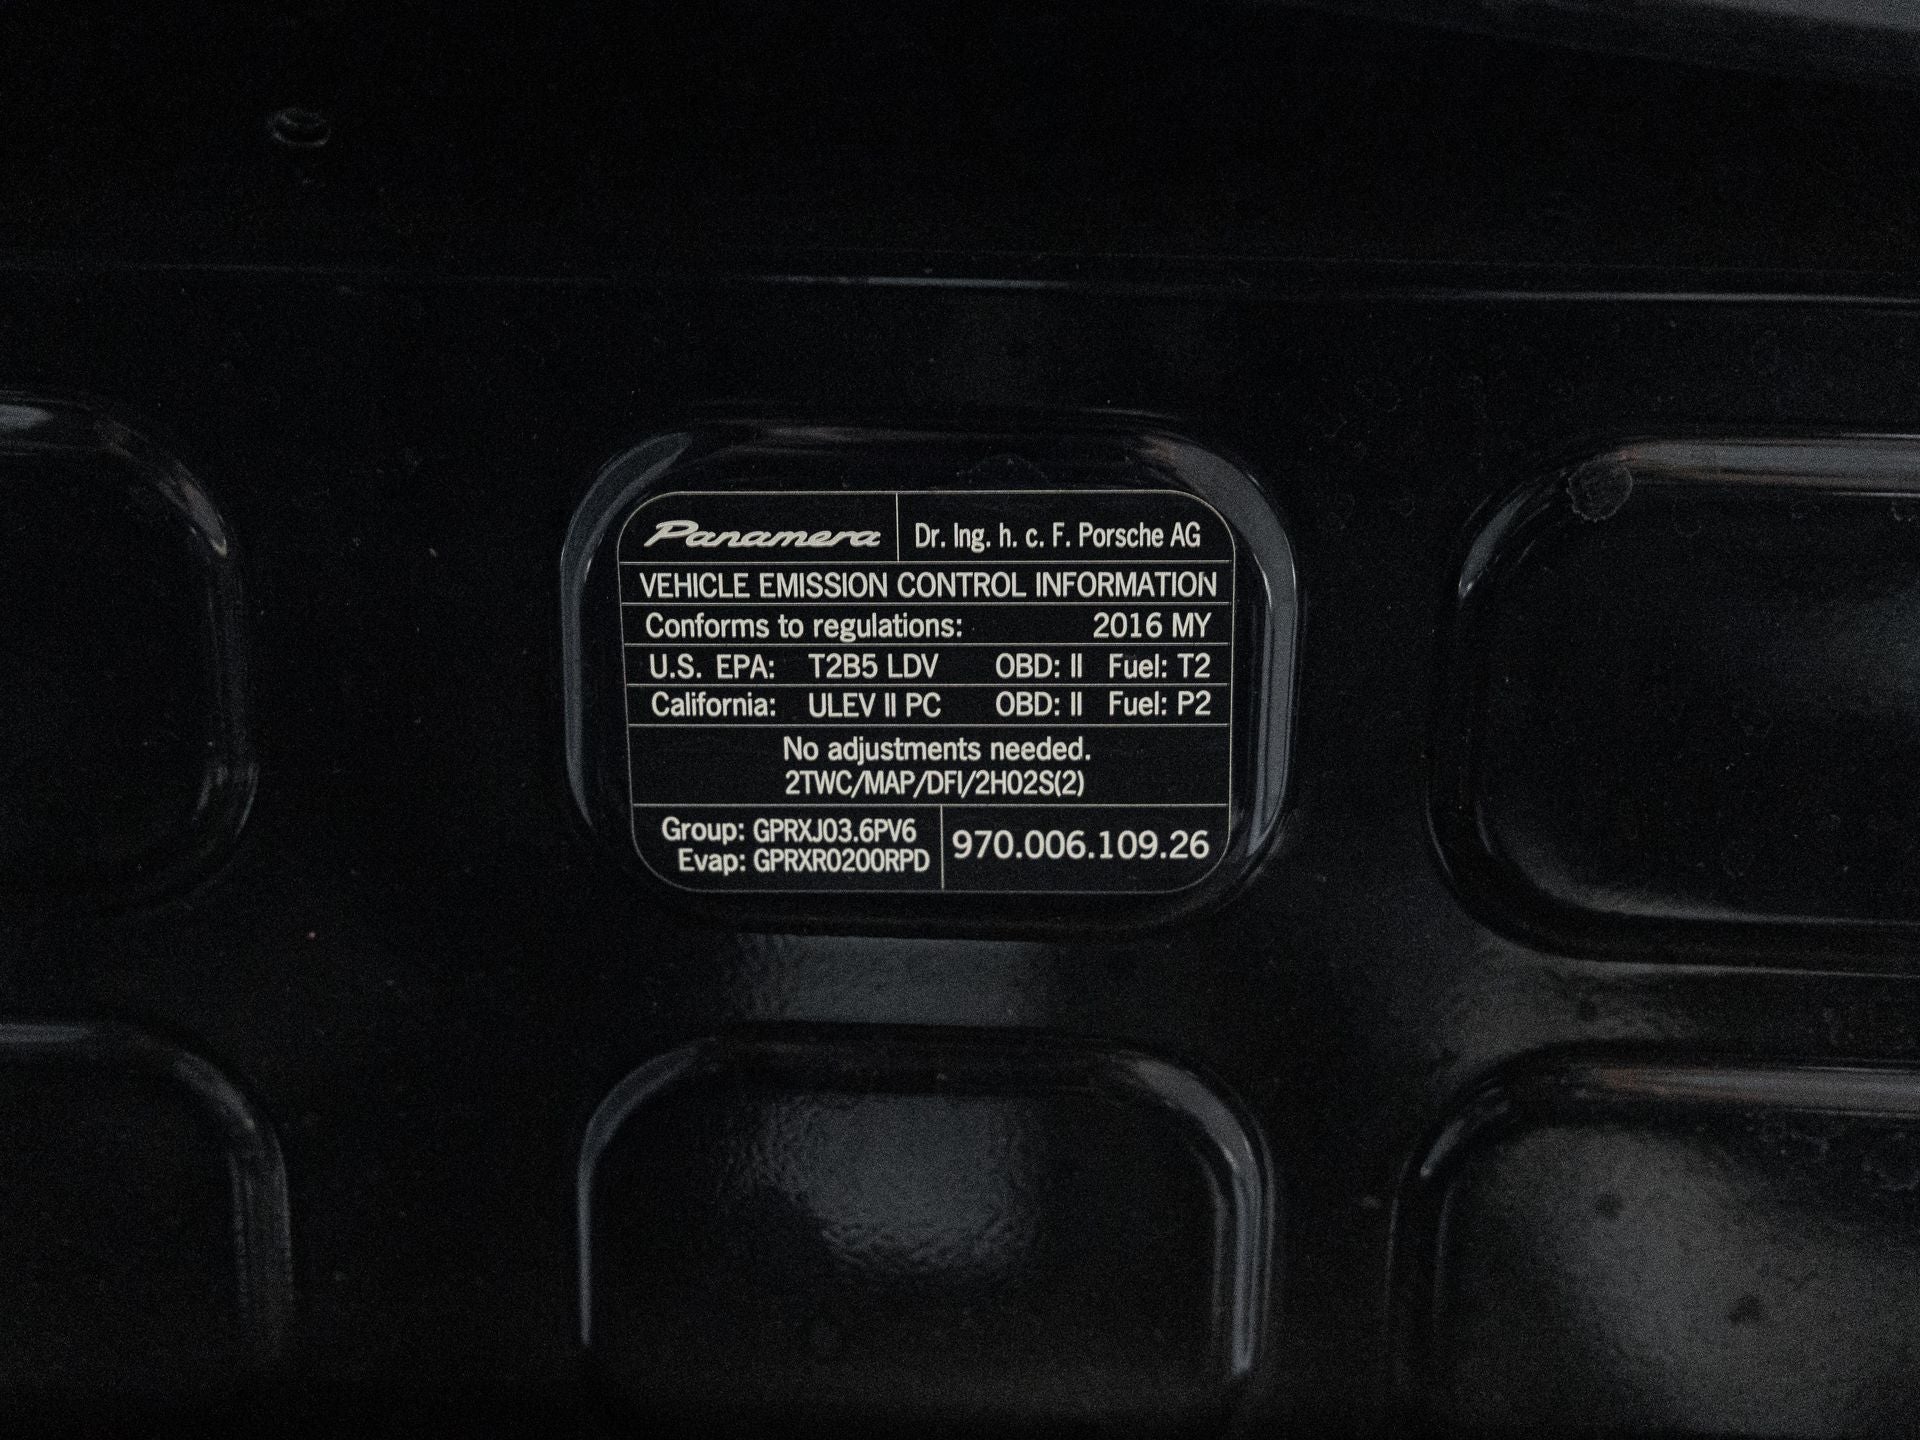 Panamera Dr. Ing. h. c. F. Porsche AG
VEHICLE EMISSION CONTROL INFORMATION
Conforms to regulations: 2016 MY
U.S. EPA: T2B5 LDV OBD: II Fuel: T2
California: ULEV II PC OBD: II Fuel: P2
No adjustments needed.
2TWC/MAP/DFI/2HO2S(2)
Group: GPRXJ03.6PV6
Evap: GPRXR0200RPD
970.006.109.26